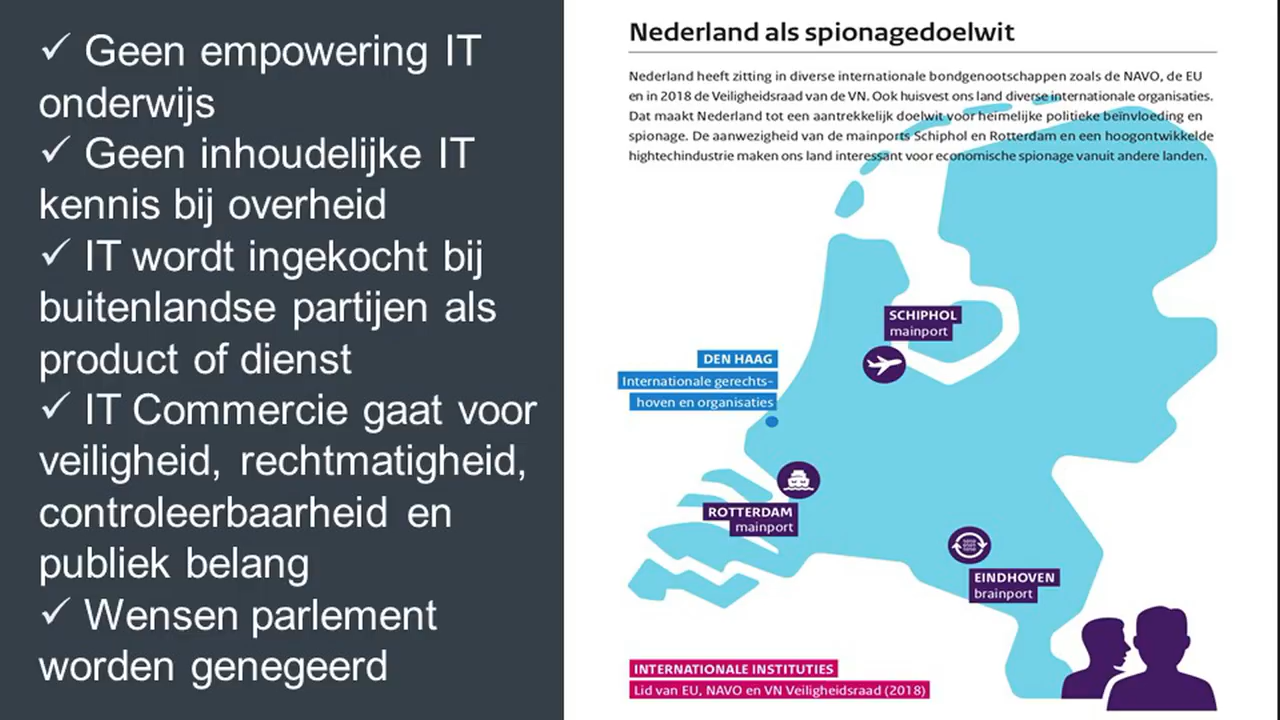 ✓ Geen empowering IT
onderwijs
✓ Geen inhoudelijke IT
kennis bij overheid
✓ IT wordt ingekocht bij
buitenlandse partijen als
product of dienst
✓ IT Commercie gaat voor
veiligheid, rechtmatigheid,
controleerbaarheid en
publiek belang
✓ Wensen parlement
worden genegeerd
Nederland als spionagedoelwit
Nederland heeft zitting in diverse internationale bondgenootschappen zoals de NAVO, de EU
en in 2018 de Veiligheidsraad van de VN. Ook huisvest ons land diverse internationale organisaties.
Dat maakt Nederland tot een aantrekkelijk doelwit voor heimelijke politieke beïnvloeding en
spionage. De aanwezigheid van de mainports Schiphol en Rotterdam en een hoogontwikkelde
hightechindustrie maken ons land interessant voor economische spionage vanuit andere landen.
SCHIPHOL
mainport
DEN HAAG
Internationale gerechts-
hoven en organisaties
ROTTERDAM
mainport
EINDHOVEN
brainport
INTERNATIONALE INSTITUTIES
Lid van EU, NAVO en VN Veiligheidsraad (2018)